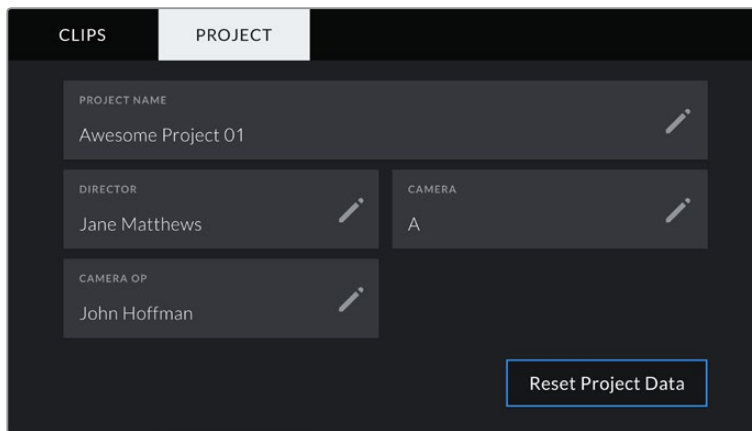 CLIPS PROJECT
PROJECT NAME
Awesome Project 01
DIRECTOR
Jane Matthews
CAMERA
A
CAMERA OP
John Hoffman
Reset Project Data